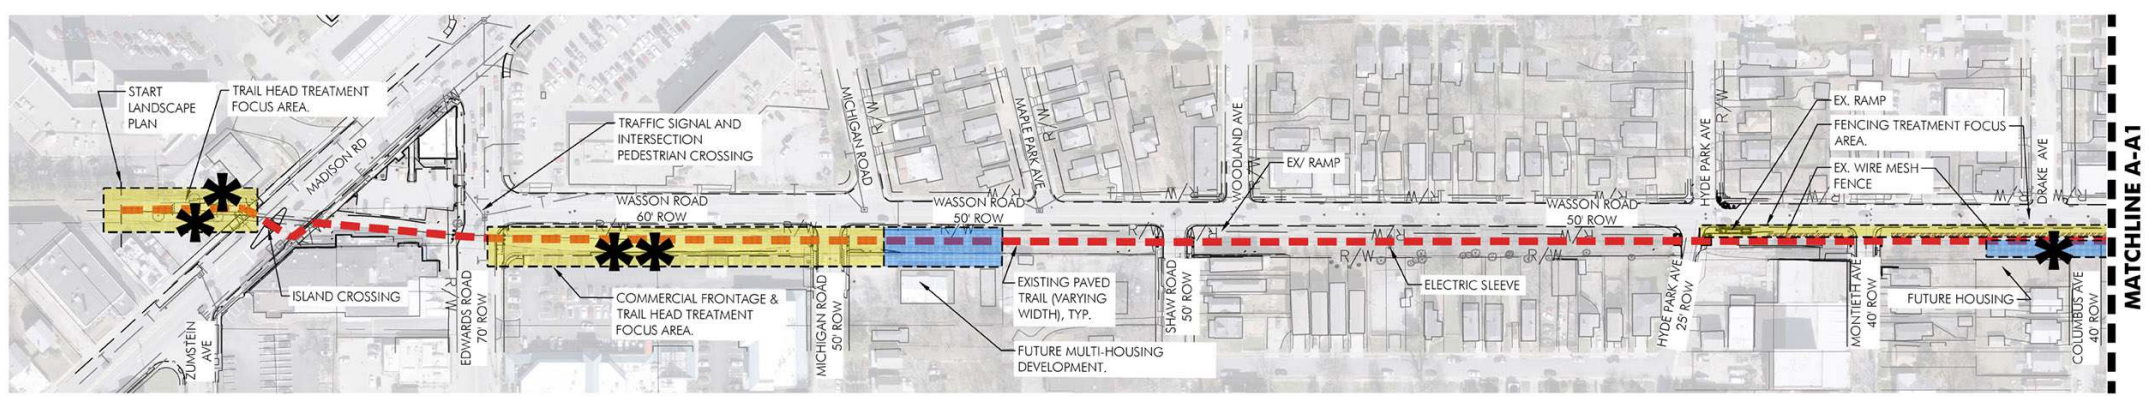 START
LANDSCAPE
PLAN
TRAIL HEAD TREATMENT
FOCUS AREA.
MADISON RD
TRAFFIC SIGNAL AND
INTERSECTION
PEDESTRIAN CROSSING
ISLAND CROSSING
ZUMSTEIN
AVE
EDWARDS ROAD
70' ROW
R/W
WASSON ROAD
60' ROW
R/W
R/W
COMMERCIAL FRONTAGE &
TRAIL HEAD TREATMENT
FOCUS AREA.
MICHIGAN ROAD
R/W
MICHIGAN ROAD
50' ROW
MAPLE PARK AVE
R/W
WASSON ROAD
50' ROW
R/W
R/W
EXISTING PAVED
TRAIL (VARYING
WIDTH), TYP.
FUTURE MULTI-HOUSING
DEVELOPMENT.
R/W
SHAW ROAD
50' ROW
R/W
R/W
WOODLAND AVE
EX/ RAMP
R/W
R/W
R/W
ELECTRIC SLEEVE
R/W
WASSON ROAD
50' ROW
R/W
R/W
R/W
HYDE PARK AVE
R/W
HYDE PARK AVE
25' ROW
EX. RAMP
FENCING TREATMENT FOCUS
AREA.
EX. WIRE MESH
FENCE
R/W
R/W
DRAKE AVE
MONTIETH AVE
40' ROW
FUTURE HOUSING
COLUMBUS AVE
40' ROW
MATCHLINE A-A1